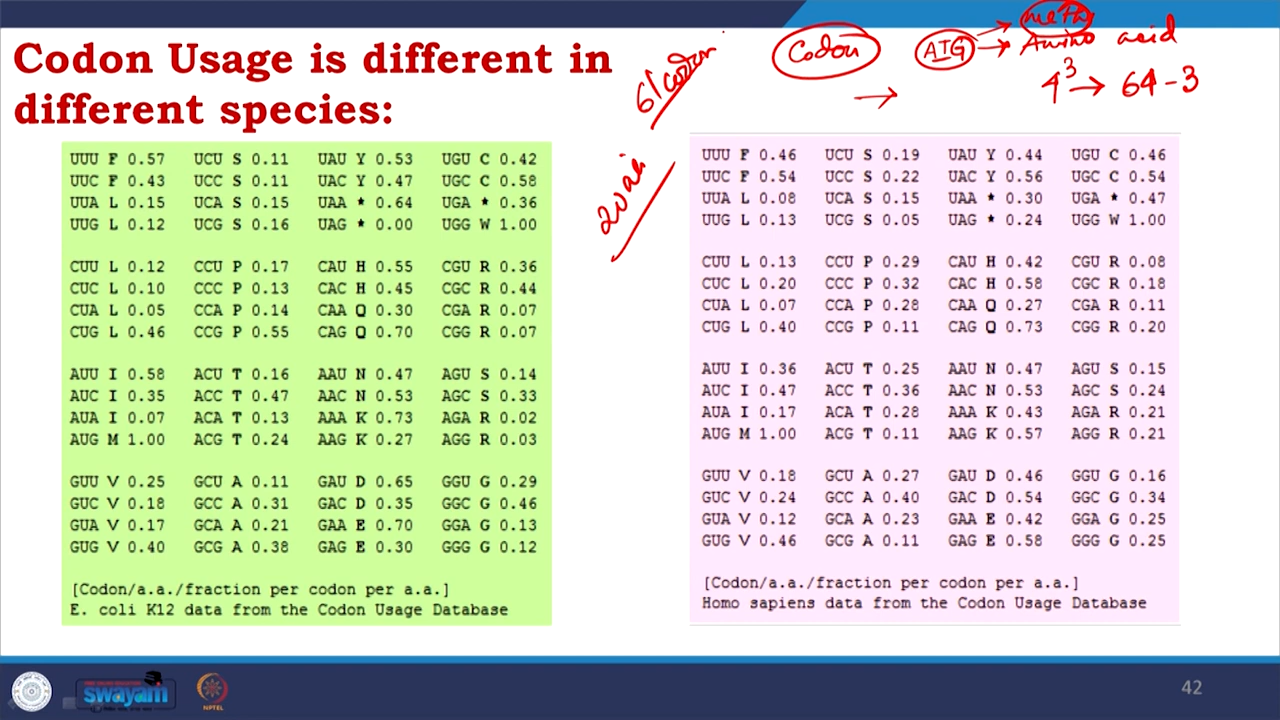 Codon Usage is different in
different species:
61 codon
20 aa
Codon
ATG → meth
→ Amino acid
→
4³ → 64-3
UUU F 0.57 UCU S 0.11 UAU Y 0.53 UGU C 0.42
UUC F 0.43 UCC S 0.11 UAC Y 0.47 UGC C 0.58
UUA L 0.15 UCA S 0.15 UAA * 0.64 UGA * 0.36
UUG L 0.12 UCG S 0.16 UAG * 0.00 UGG W 1.00
CUU L 0.12 CCU P 0.17 CAU H 0.55 CGU R 0.36
CUC L 0.10 CCC P 0.13 CAC H 0.45 CGC R 0.44
CUA L 0.05 CCA P 0.14 CAA Q 0.30 CGA R 0.07
CUG L 0.46 CCG P 0.55 CAG Q 0.70 CGG R 0.07
AUU I 0.58 ACU T 0.16 AAU N 0.47 AGU S 0.14
AUC I 0.35 ACC T 0.47 AAC N 0.53 AGC S 0.33
AUA I 0.07 ACA T 0.13 AAA K 0.73 AGA R 0.02
AUG M 1.00 ACG T 0.24 AAG K 0.27 AGG R 0.03
GUU V 0.25 GCU A 0.11 GAU D 0.65 GGU G 0.29
GUC V 0.18 GCC A 0.31 GAC D 0.35 GGC G 0.46
GUA V 0.17 GCA A 0.21 GAA E 0.70 GGA G 0.13
GUG V 0.40 GCG A 0.38 GAG E 0.30 GGG G 0.12
[Codon/a.a./fraction per codon per a.a.]
E. coli K12 data from the Codon Usage Database
UUU F 0.46 UCU S 0.19 UAU Y 0.44 UGU C 0.46
UUC F 0.54 UCC S 0.22 UAC Y 0.56 UGC C 0.54
UUA L 0.08 UCA S 0.15 UAA * 0.30 UGA * 0.47
UUG L 0.13 UCG S 0.05 UAG * 0.24 UGG W 1.00
CUU L 0.13 CCU P 0.29 CAU H 0.42 CGU R 0.08
CUC L 0.20 CCC P 0.32 CAC H 0.58 CGC R 0.18
CUA L 0.07 CCA P 0.28 CAA Q 0.27 CGA R 0.11
CUG L 0.40 CCG P 0.11 CAG Q 0.73 CGG R 0.20
AUU I 0.36 ACU T 0.25 AAU N 0.47 AGU S 0.15
AUC I 0.47 ACC T 0.36 AAC N 0.53 AGC S 0.24
AUA I 0.17 ACA T 0.28 AAA K 0.43 AGA R 0.21
AUG M 1.00 ACG T 0.11 AAG K 0.57 AGG R 0.21
GUU V 0.18 GCU A 0.27 GAU D 0.46 GGU G 0.16
GUC V 0.24 GCC A 0.40 GAC D 0.54 GGC G 0.34
GUA V 0.12 GCA A 0.23 GAA E 0.42 GGA G 0.25
GUG V 0.46 GCG A 0.11 GAG E 0.58 GGG G 0.25
[Codon/a.a./fraction per codon per a.a.]
Homo sapiens data from the Codon Usage Database
swayam
NPTEL
42